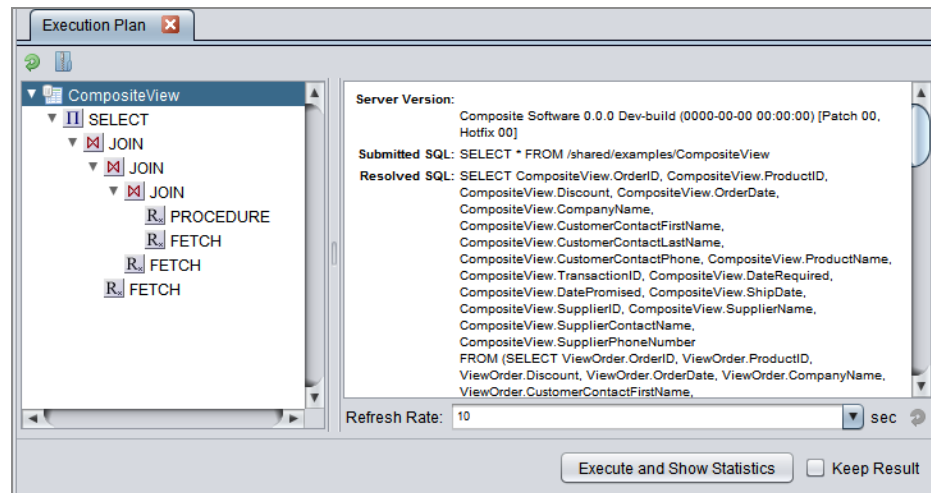 Execution Plan
CompositeView
SELECT
JOIN
JOIN
JOIN
PROCEDURE
FETCH
FETCH
FETCH
Server Version:
Composite Software 0.0.0 Dev-build (0000-00-00 00:00:00) [Patch 00,
Hotfix 00]
Submitted SQL: SELECT * FROM /shared/examples/CompositeView
Resolved SQL: SELECT CompositeView.OrderID, CompositeView.ProductID,
CompositeView.Discount, CompositeView.OrderDate,
CompositeView.CompanyName,
CompositeView.CustomerContactFirstName,
CompositeView.CustomerContactLastName,
CompositeView.CustomerContactPhone, CompositeView.ProductName,
CompositeView.TransactionID, CompositeView.DateRequired,
CompositeView.DatePromised, CompositeView.ShipDate,
CompositeView.SupplierID, CompositeView.SupplierName,
CompositeView.SupplierContactName,
CompositeView.SupplierPhoneNumber
FROM (SELECT ViewOrder.OrderID, ViewOrder.ProductID,
ViewOrder.Discount, ViewOrder.OrderDate, ViewOrder.CompanyName,
ViewOrder.CustomerContactFirstName,
Refresh Rate: 10 sec
Execute and Show Statistics Keep Result